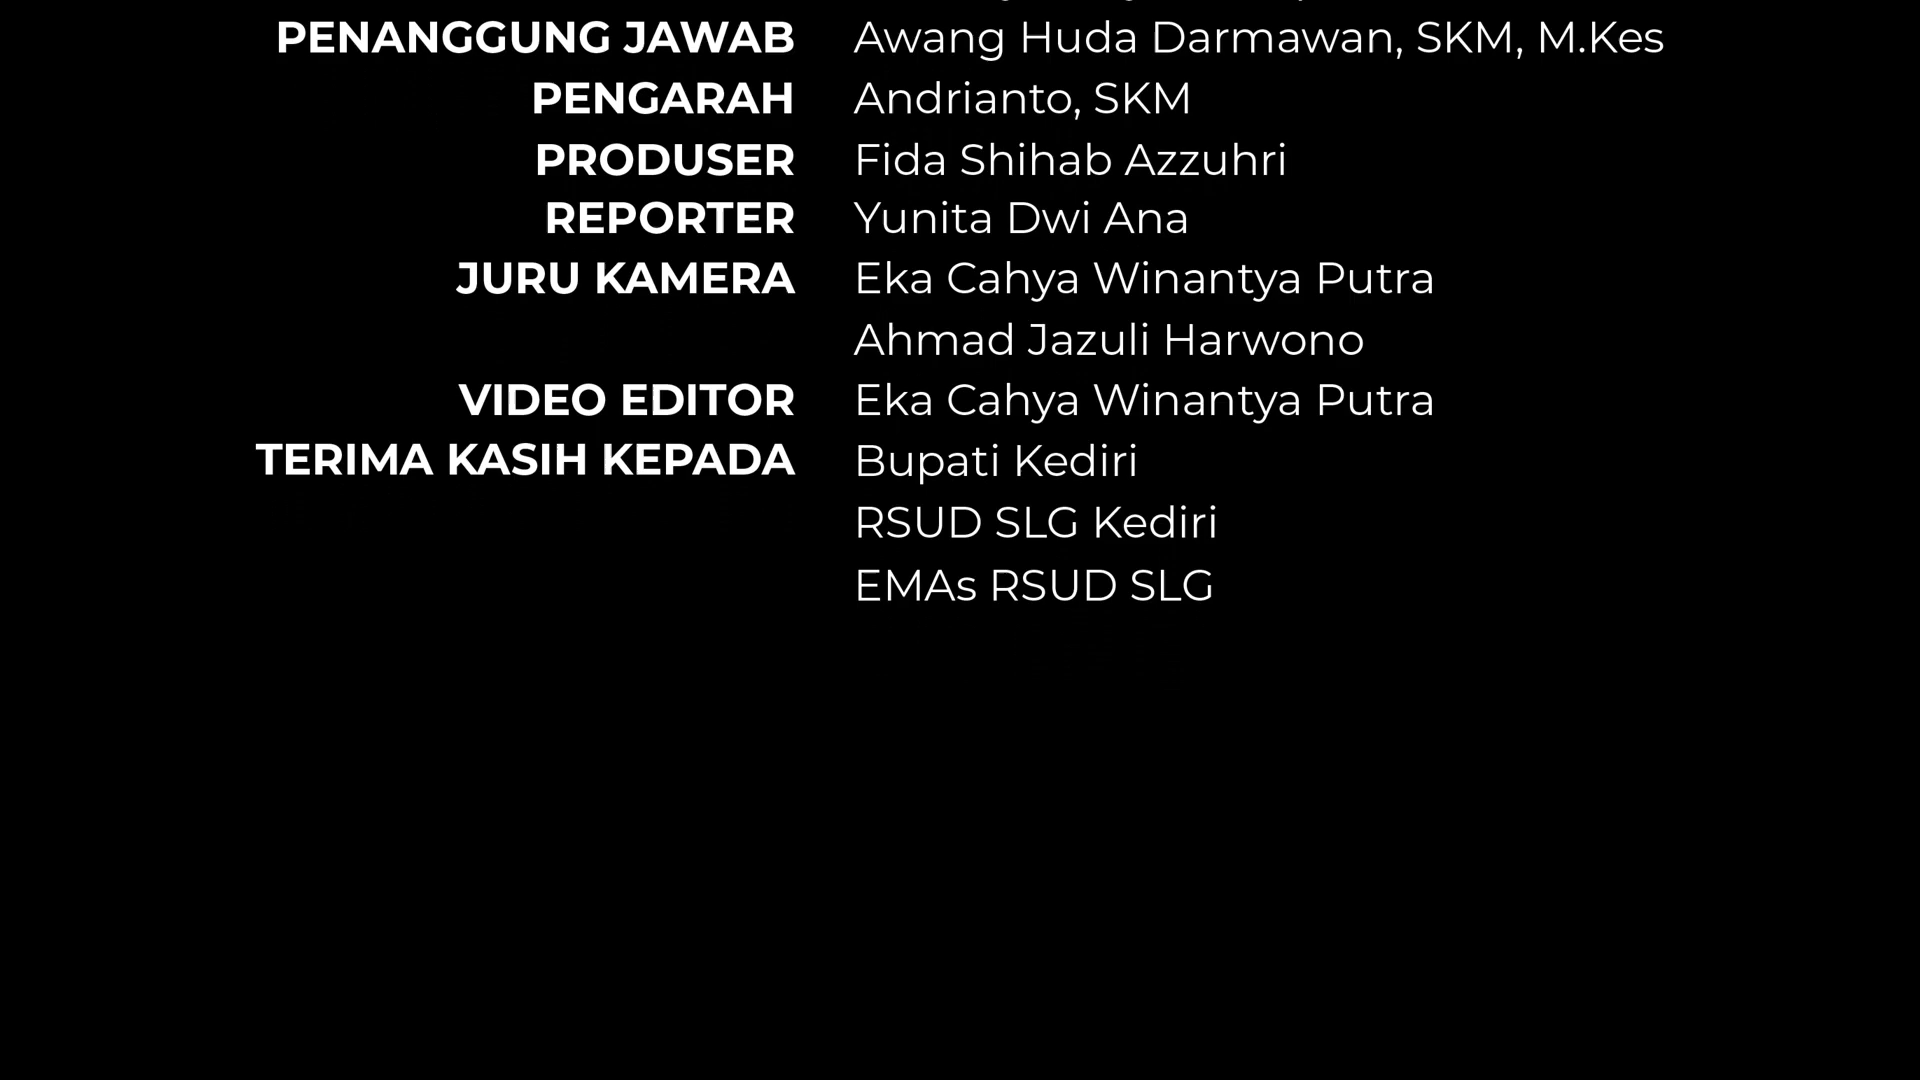 PENANGGUNG JAWAB Awang Huda Darmawan, SKM, M.Kes
PENGARAH Andrianto, SKM
PRODUSER Fida Shihab Azzuhri
REPORTER Yunita Dwi Ana
JURU KAMERA Eka Cahya Winantya Putra
Ahmad Jazuli Harwono
VIDEO EDITOR Eka Cahya Winantya Putra
TERIMA KASIH KEPADA Bupati Kediri
RSUD SLG Kediri
EMAs RSUD SLG